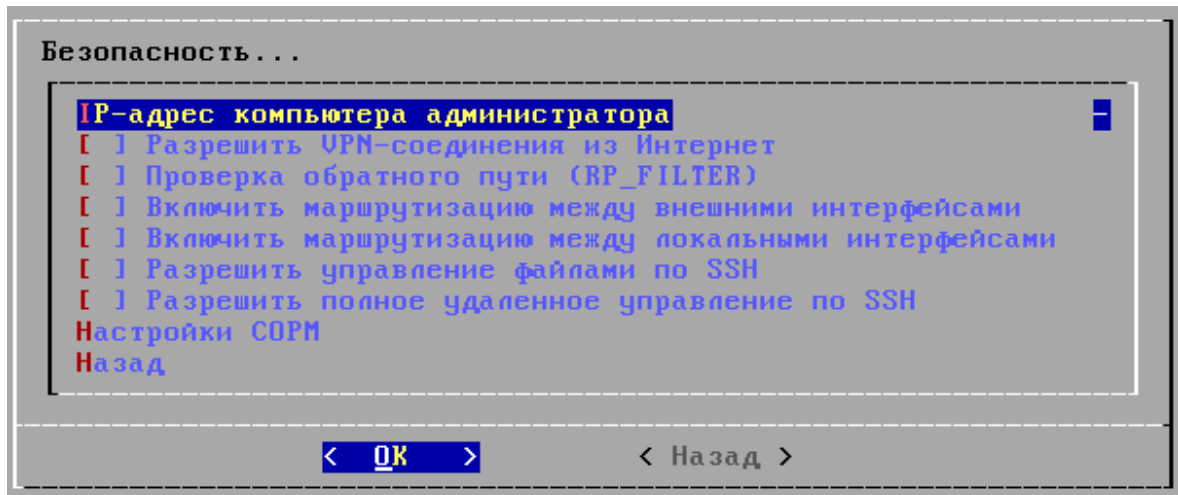 Безопасность...
IP-адрес компьютера администратора -
[ ] Разрешить VPN-соединения из Интернет
[ ] Проверка обратного пути (RP_FILTER)
[ ] Включить маршрутизацию между внешними интерфейсами
[ ] Включить маршрутизацию между локальными интерфейсами
[ ] Разрешить управление файлами по SSH
[ ] Разрешить полное удаленное управление по SSH
Настройки СОРМ
Назад
< OK > < Назад >